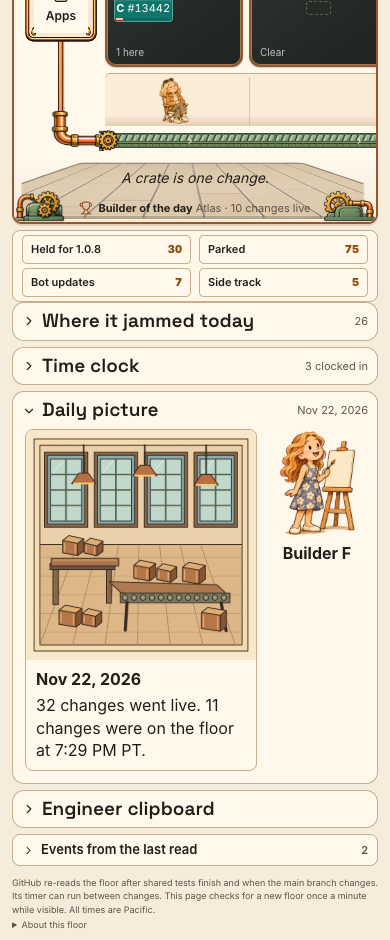 Apps
C #13442
1 here
Clear
A crate is one change.
Builder of the day Atlas · 10 changes live
Held for 1.0.8 30
Parked 75
Bot updates 7
Side track 5
Where it jammed today 26
Time clock 3 clocked in
Daily picture Nov 22, 2026
Builder F
Nov 22, 2026
32 changes went live. 11
changes were on the floor
at 7:29 PM PT.
Engineer clipboard
Events from the last read 2
GitHub re-reads the floor after shared tests finish and when the main branch changes.
Its timer can run between changes. This page checks for a new floor once a minute
while visible. All times are Pacific.
About this floor